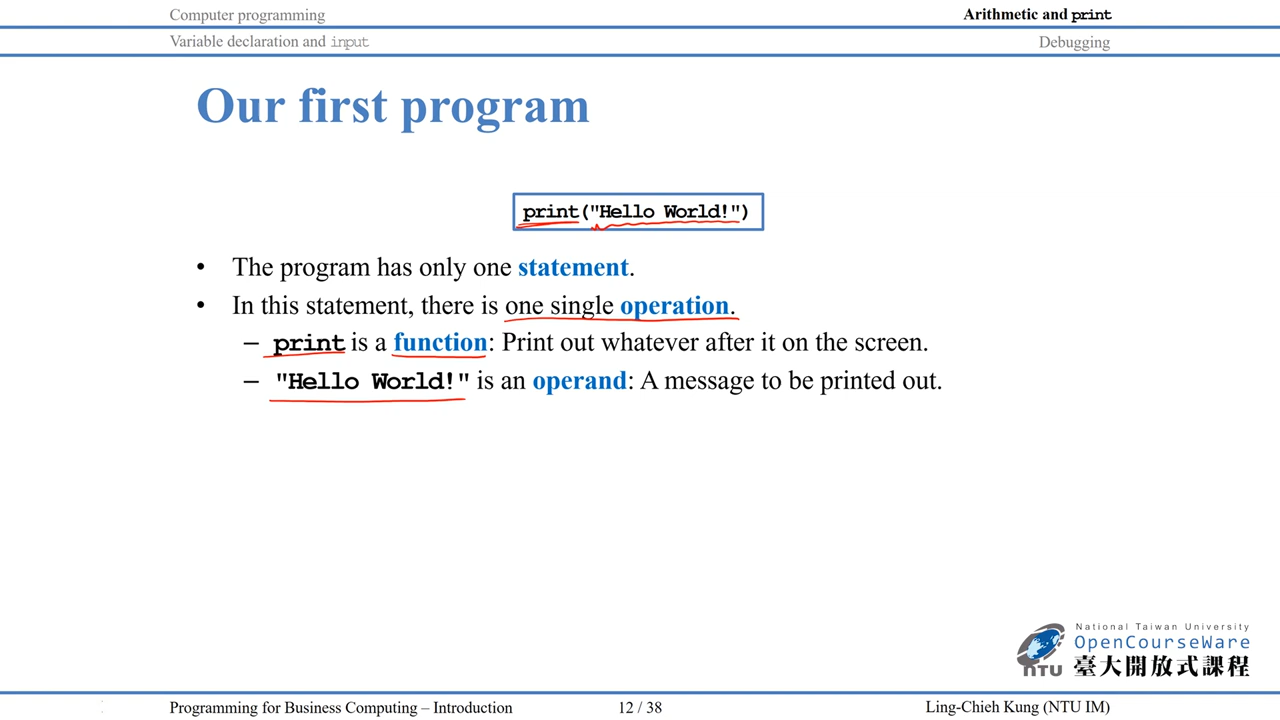 Computer programming
Arithmetic and print
Variable declaration and input
Debugging
Our first program
print("Hello World!")
• The program has only one statement.
• In this statement, there is one single operation.
– print is a function: Print out whatever after it on the screen.
– "Hello World!" is an operand: A message to be printed out.
National Taiwan University
OpenCourseWare
NTU 臺大開放式課程
Programming for Business Computing – Introduction
12 / 38
Ling-Chieh Kung (NTU IM)